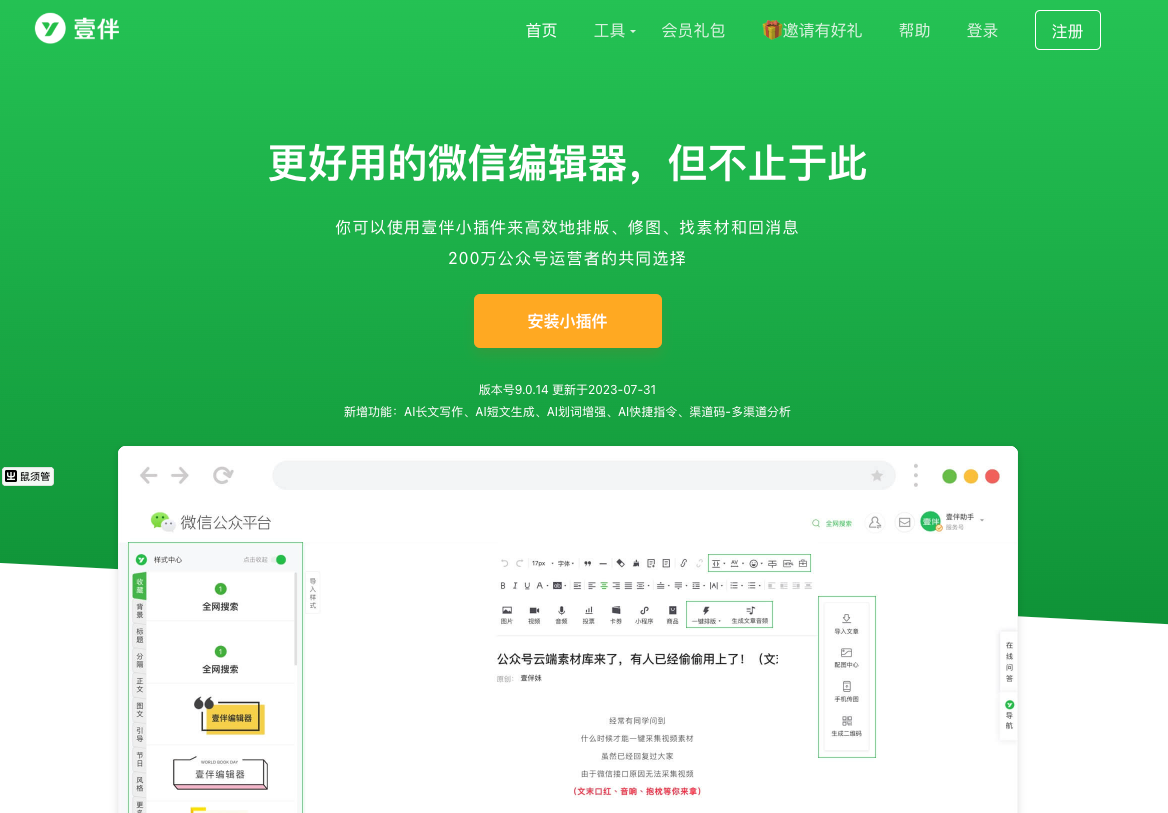 壹伴
首页 工具 会员礼包 邀请有好礼 帮助 登录 注册
更好用的微信编辑器，但不止于此
你可以使用壹伴小插件来高效地排版、修图、找素材和回消息
200万公众号运营者的共同选择
安装小插件
版本号9.0.14 更新于2023-07-31
新增功能：AI长文写作、AI短文生成、AI划词增强、AI快捷指令、渠道码-多渠道分析
鼠须管
微信公众平台
全网搜索
壹伴
壹伴助手
服务号
样式中心
点击收起
收藏
背景
标题
分隔
正文
图文
引导
节日
风格
1
全网搜索
1
全网搜索
壹伴编辑器
WORLD BOOK DAY
壹伴编辑器
导入样式
17px 字体
B I U A
图片 视频 音频 投票 卡券 小程序 商品 一键排版 生成文章音频
公众号云端素材库来了，有人已经偷偷用上了！（文
原创： 壹伴妹
经常有同学问到
什么时候才能一键采集视频素材
虽然已经回复过大家
由于微信接口原因无法采集视频
（文末口红、音响、抱枕等你来拿）
导入文章
配图中心
手机传图
生成二维码
在线问答
导航